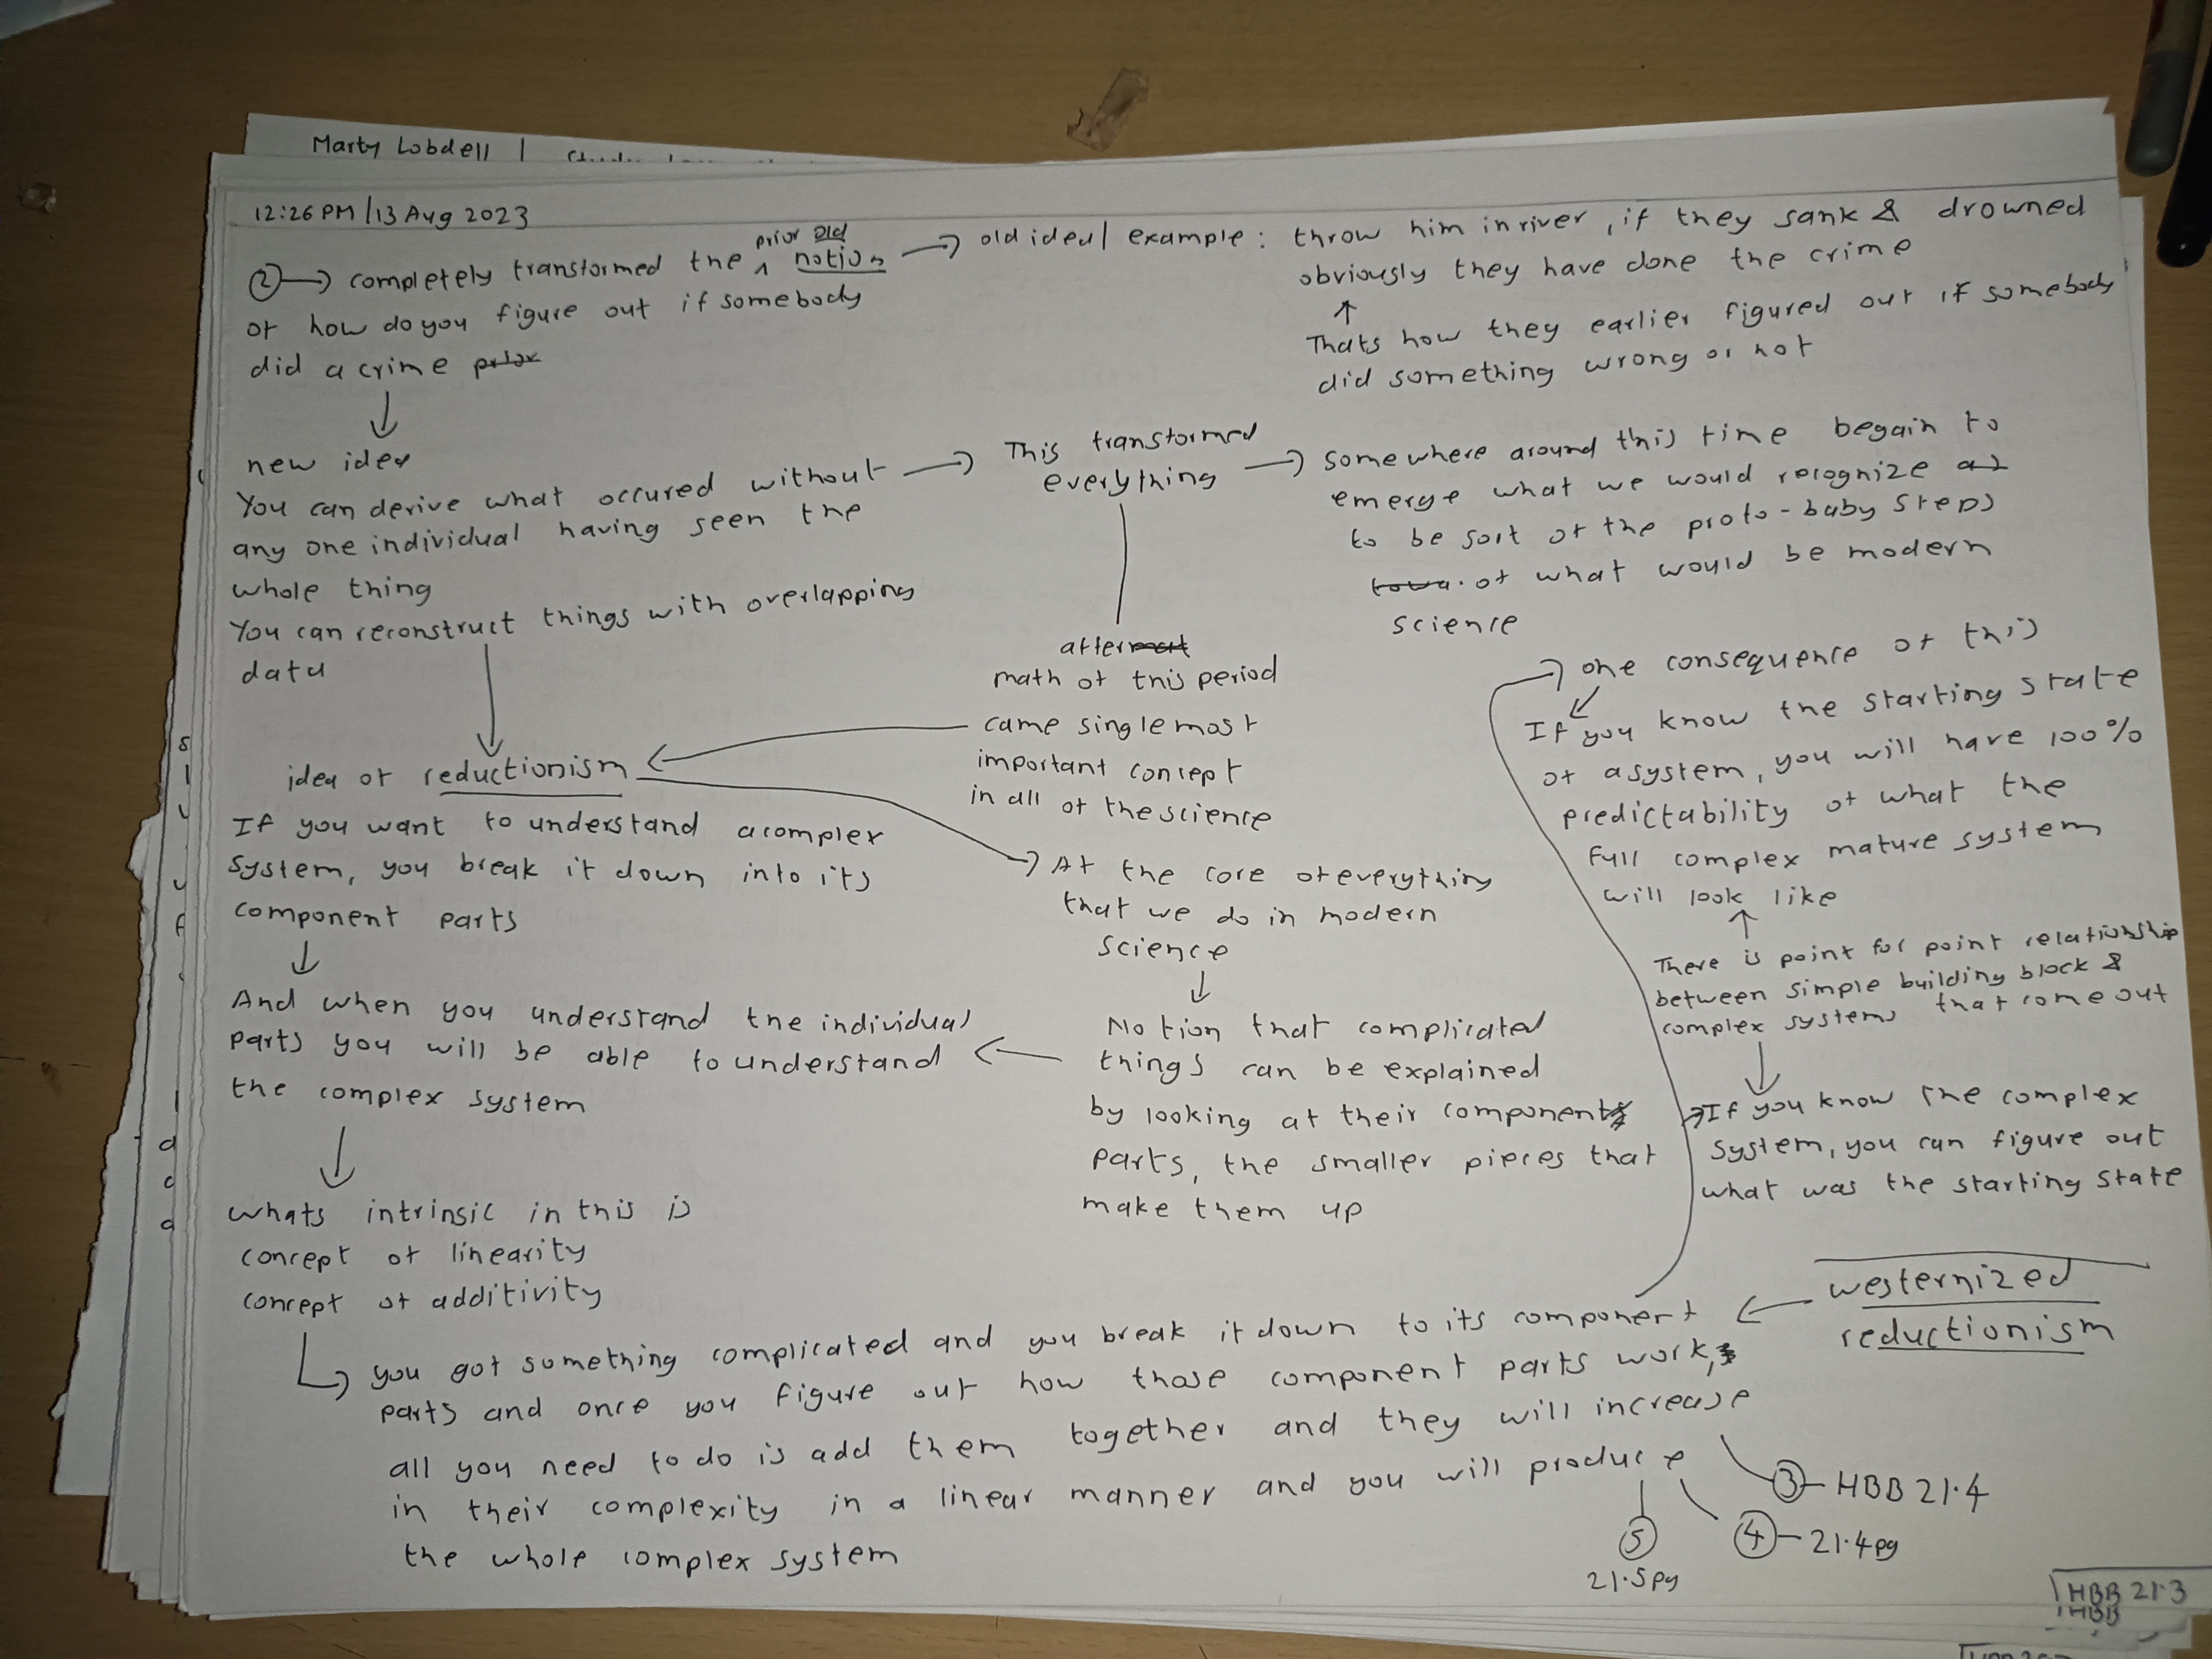 Marty Lobdell |
12:26 PM | 13 Aug 2023
② → completely transformed the ^ prior old notion
of how do you figure out if somebody
did a crime prior
→ old idea / example: throw him in river, if they sank & drowned
obviously they have done the crime
↑
Thats how they earlier figured out if somebody
did something wrong or not
↓
new idea
You can derive what occured without
any one individual having seen the
whole thing
You can reconstruct things with overlapping
data
→ This transformed
everything
→ somewhere around this time begain to
emerge what we would recognize as
to be sort of the proto-baby steps
of what would be modern
science
aftermath
math of this period
came single most
important concept
in all of the science
idea of reductionism
If you want to understand a complex
system, you break it down into its
component parts
↓
And when you understand the individual
parts you will be able to understand
the complex system
↓
whats intrinsic in this is
concept of linearity
concept of additivity
→ At the core of everything
that we do in modern
science
↓
Notion that complicated
things can be explained
by looking at their component
parts, the smaller pieces that
make them up
→ one consequence of this
↙
If you know the starting state
of a system, you will have 100%
predictability of what the
full complex mature system
will look like
↑
There is point for point relationship
between simple building block &
complex systems that come out
↓
→ If you know the complex
system, you can figure out
what was the starting state
westernized
reductionism
you got something complicated and you break it down to its component
parts and once you figure out how those component parts work,
all you need to do is add them together and they will increase
in their complexity in a linear manner and you will produce
the whole complex system
③ - HBB 21.4
④ - 21.4pg
⑤
21.5pg
HBB 21.3
HBB